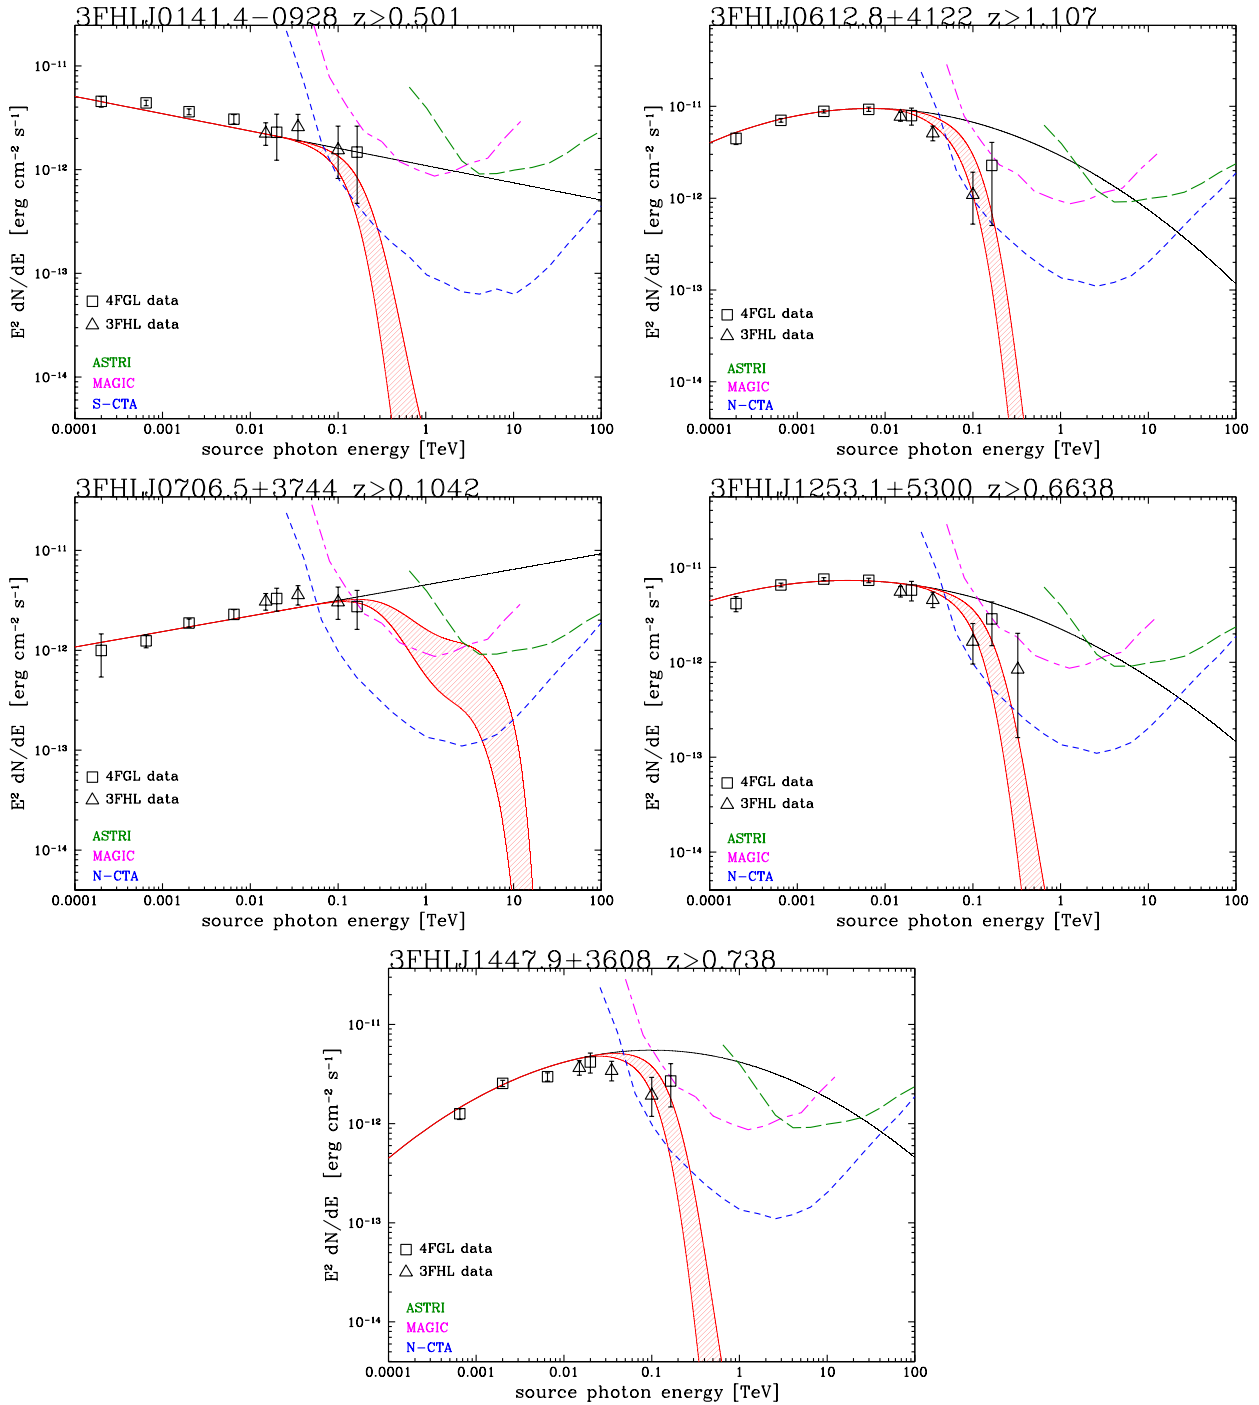 3FHLJ0141.4−0928 z>0.501
E² dN/dE [erg cm⁻² s⁻¹]
10⁻¹¹
10⁻¹²
10⁻¹³
10⁻¹⁴
4FGL data
3FHL data
ASTRI
MAGIC
S−CTA
0.0001 0.001 0.01 0.1 1 10 100
source photon energy [TeV]
3FHLJ0612.8+4122 z>1.107
E² dN/dE [erg cm⁻² s⁻¹]
10⁻¹¹
10⁻¹²
10⁻¹³
10⁻¹⁴
4FGL data
3FHL data
ASTRI
MAGIC
N−CTA
0.0001 0.001 0.01 0.1 1 10 100
source photon energy [TeV]
3FHLJ0706.5+3744 z>0.1042
E² dN/dE [erg cm⁻² s⁻¹]
10⁻¹¹
10⁻¹²
10⁻¹³
10⁻¹⁴
4FGL data
3FHL data
ASTRI
MAGIC
N−CTA
0.0001 0.001 0.01 0.1 1 10 100
source photon energy [TeV]
3FHLJ1253.1+5300 z>0.6638
E² dN/dE [erg cm⁻² s⁻¹]
10⁻¹¹
10⁻¹²
10⁻¹³
10⁻¹⁴
4FGL data
3FHL data
ASTRI
MAGIC
N−CTA
0.0001 0.001 0.01 0.1 1 10 100
source photon energy [TeV]
3FHLJ1447.9+3608 z>0.738
E² dN/dE [erg cm⁻² s⁻¹]
10⁻¹¹
10⁻¹²
10⁻¹³
10⁻¹⁴
4FGL data
3FHL data
ASTRI
MAGIC
N−CTA
0.0001 0.001 0.01 0.1 1 10 100
source photon energy [TeV]